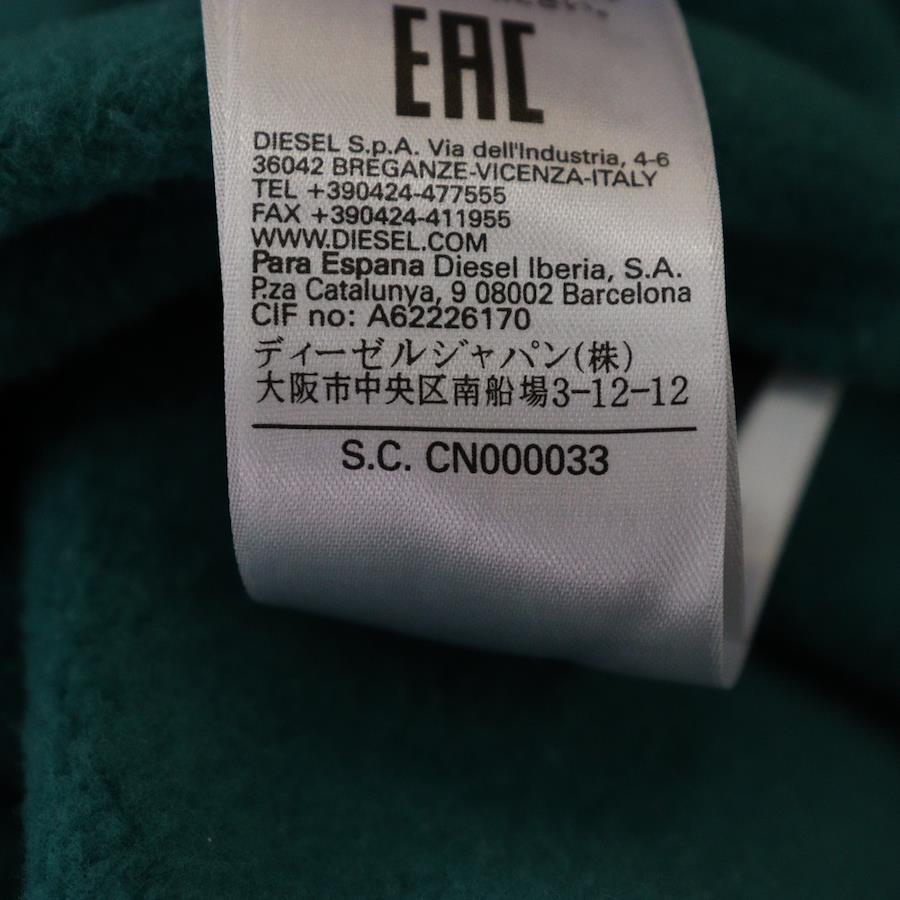 EAC
DIESEL S.p.A. Via dell'Industria, 4-6
36042 BREGANZE-VICENZA-ITALY
TEL +390424-477555
FAX +390424-411955
WWW.DIESEL.COM
Para Espana Diesel Iberia, S.A.
P.za Catalunya, 9 08002 Barcelona
CIF no: A62226170
ディーゼルジャパン(株)
大阪市中央区南船場3-12-12
S.C. CN000033